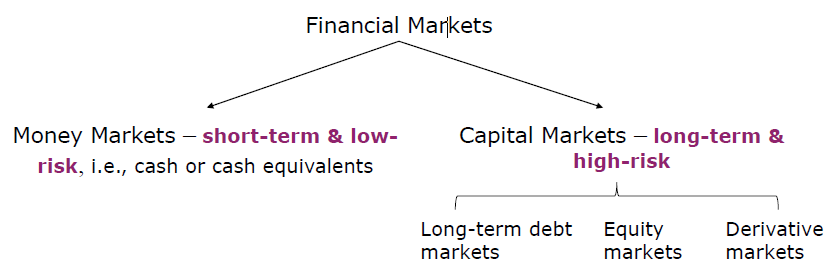 Financial Markets
Money Markets – short-term & low-
risk, i.e., cash or cash equivalents
Capital Markets – long-term &
high-risk
Long-term debt
markets
Equity
markets
Derivative
markets